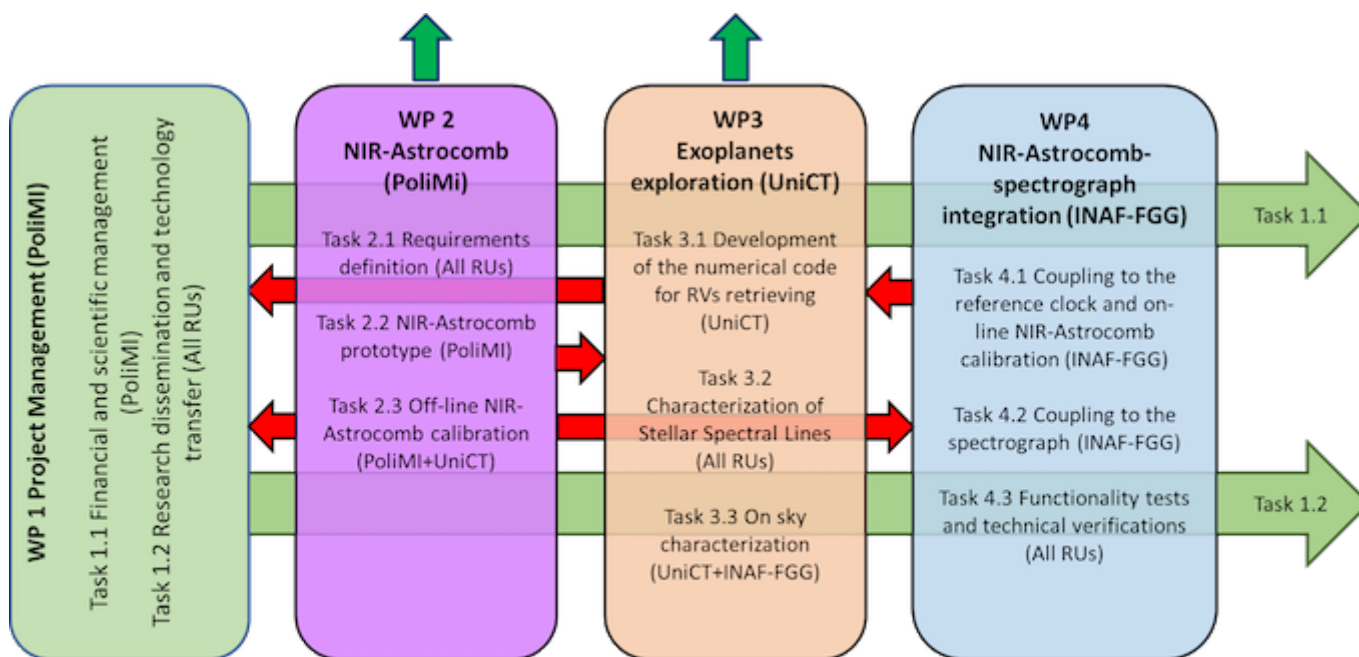 WP 1 Project Management (PoliMI)
Task 1.1 Financial and scientific management
(PoliMI)
Task 1.2 Research dissemination and technology
transfer (All RUs)
WP 2
NIR-Astrocomb
(PoliMi)
Task 2.1 Requirements
definition (All RUs)
Task 2.2 NIR-Astrocomb
prototype (PoliMI)
Task 2.3 Off-line NIR-
Astrocomb calibration
(PoliMI+UniCT)
WP3
Exoplanets
exploration (UniCT)
Task 3.1 Development
of the numerical code
for RVs retrieving
(UniCT)
Task 3.2
Characterization of
Stellar Spectral Lines
(All RUs)
Task 3.3 On sky
characterization
(UniCT+INAF-FGG)
WP4
NIR-Astrocomb-
spectrograph
integration (INAF-FGG)
Task 4.1 Coupling to the
reference clock and on-
line NIR-Astrocomb
calibration (INAF-FGG)
Task 4.2 Coupling to the
spectrograph (INAF-FGG)
Task 4.3 Functionality tests
and technical verifications
(All RUs)
Task 1.1
Task 1.2